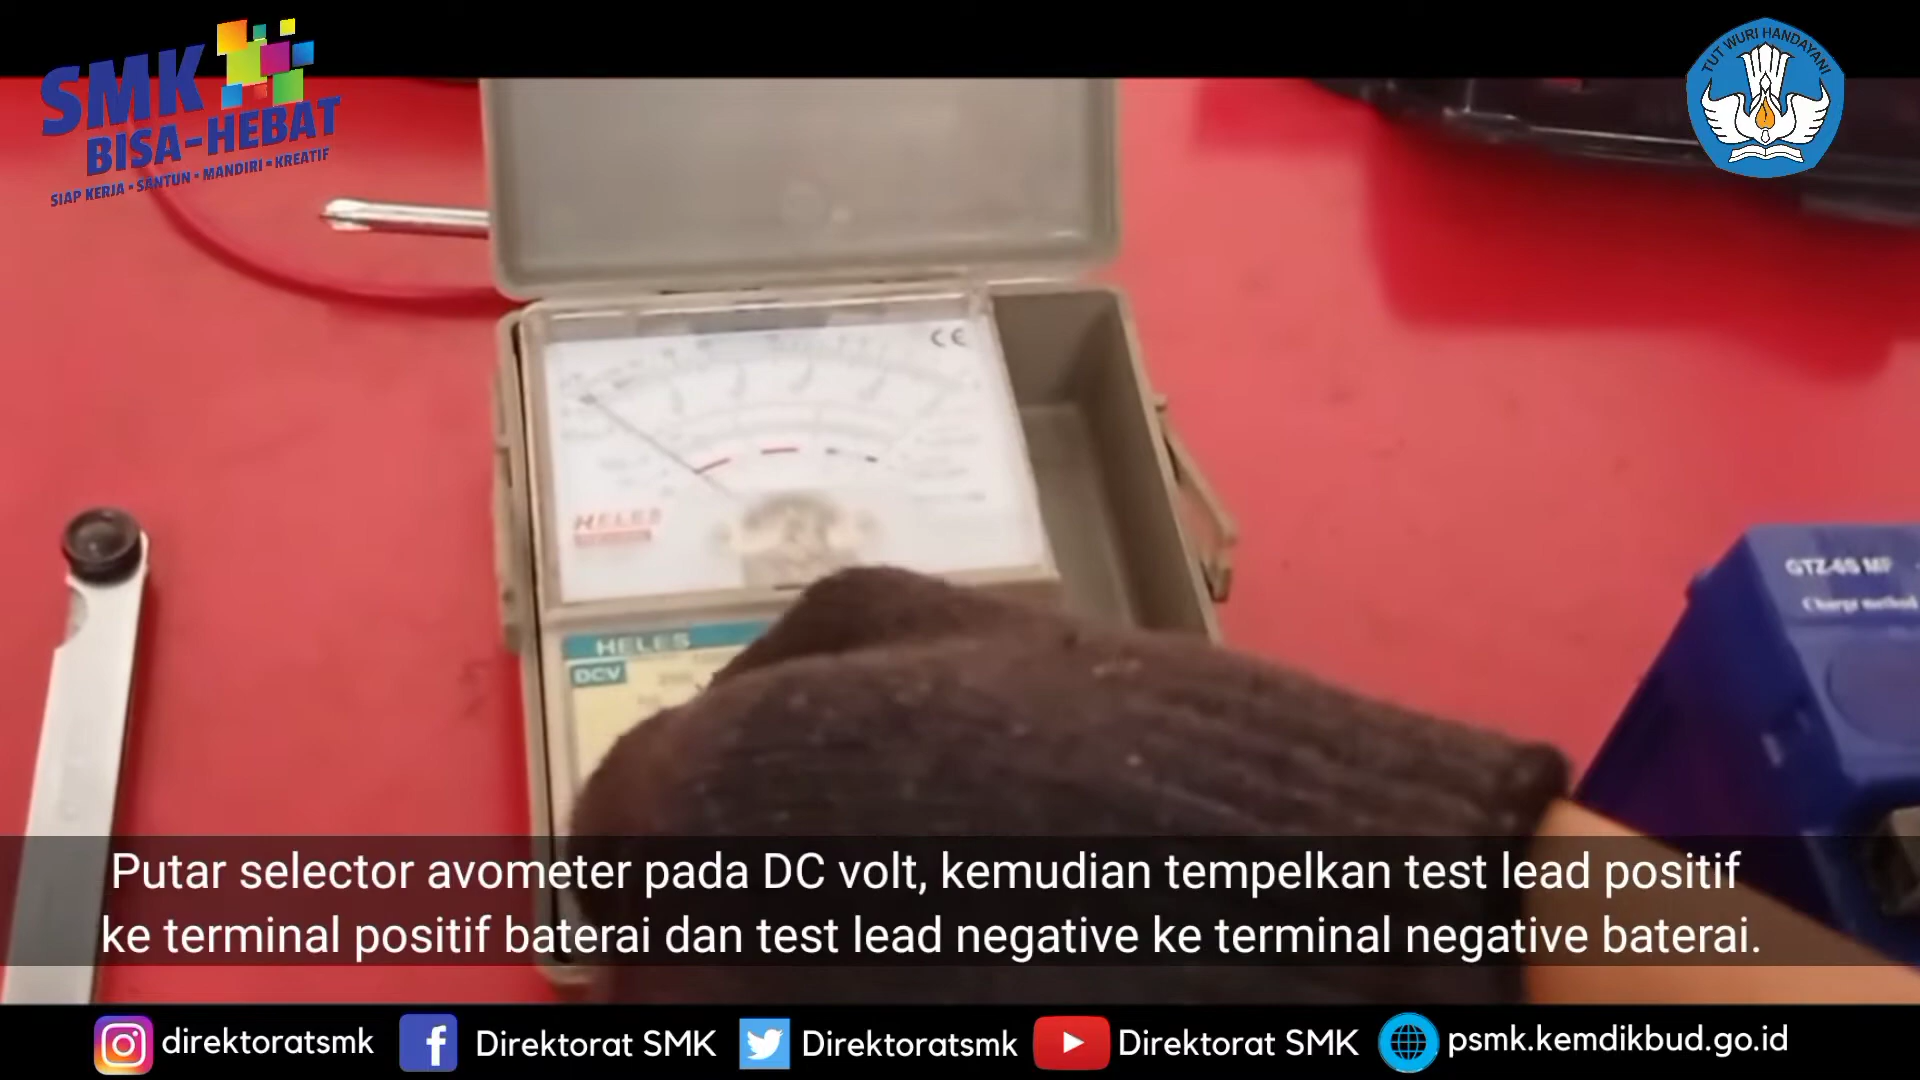 SMK
BISA-HEBAT
SIAP KERJA • SANTUN • MANDIRI • KREATIF
TUT WURI HANDAYANI
CE
HELES
HELES
DCV
GTZ-6S MF
Charge method
Putar selector avometer pada DC volt, kemudian tempelkan test lead positif
ke terminal positif baterai dan test lead negative ke terminal negative baterai.
direktoratsmk
Direktorat SMK
Direktoratsmk
Direktorat SMK
psmk.kemdikbud.go.id